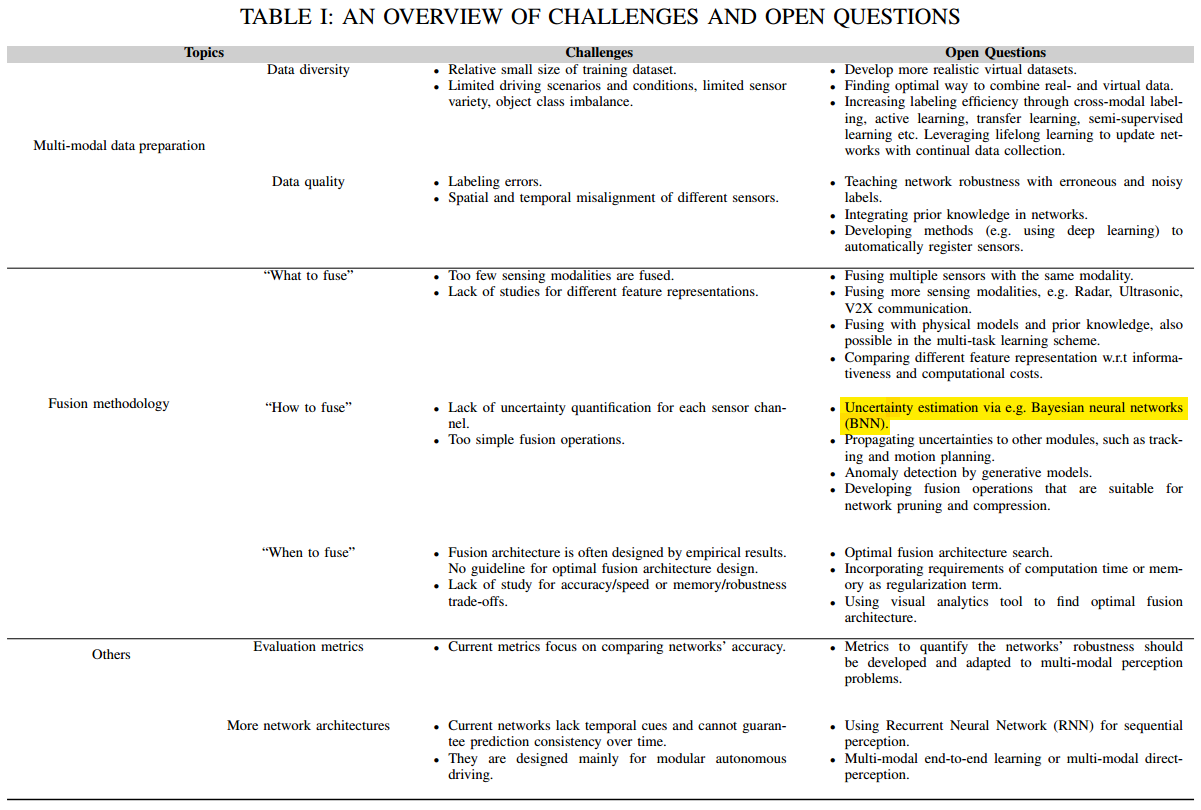 TABLE I: AN OVERVIEW OF CHALLENGES AND OPEN QUESTIONS
Topics
Challenges
Open Questions
Multi-modal data preparation
Data diversity
• Relative small size of training dataset.
• Limited driving scenarios and conditions, limited sensor
variety, object class imbalance.
• Develop more realistic virtual datasets.
• Finding optimal way to combine real- and virtual data.
• Increasing labeling efficiency through cross-modal label-
ing, active learning, transfer learning, semi-supervised
learning etc. Leveraging lifelong learning to update net-
works with continual data collection.
Data quality
• Labeling errors.
• Spatial and temporal misalignment of different sensors.
• Teaching network robustness with erroneous and noisy
labels.
• Integrating prior knowledge in networks.
• Developing methods (e.g. using deep learning) to
automatically register sensors.
Fusion methodology
“What to fuse”
• Too few sensing modalities are fused.
• Lack of studies for different feature representations.
• Fusing multiple sensors with the same modality.
• Fusing more sensing modalities, e.g. Radar, Ultrasonic,
V2X communication.
• Fusing with physical models and prior knowledge, also
possible in the multi-task learning scheme.
• Comparing different feature representation w.r.t informa-
tiveness and computational costs.
“How to fuse”
• Lack of uncertainty quantification for each sensor chan-
nel.
• Too simple fusion operations.
• Uncertainty estimation via e.g. Bayesian neural networks
(BNN).
• Propagating uncertainties to other modules, such as track-
ing and motion planning.
• Anomaly detection by generative models.
• Developing fusion operations that are suitable for
network pruning and compression.
“When to fuse”
• Fusion architecture is often designed by empirical results.
No guideline for optimal fusion architecture design.
• Lack of study for accuracy/speed or memory/robustness
trade-offs.
• Optimal fusion architecture search.
• Incorporating requirements of computation time or mem-
ory as regularization term.
• Using visual analytics tool to find optimal fusion
architecture.
Others
Evaluation metrics
• Current metrics focus on comparing networks’ accuracy.
• Metrics to quantify the networks’ robustness should
be developed and adapted to multi-modal perception
problems.
More network architectures
• Current networks lack temporal cues and cannot guaran-
tee prediction consistency over time.
• They are designed mainly for modular autonomous
driving.
• Using Recurrent Neural Network (RNN) for sequential
perception.
• Multi-modal end-to-end learning or multi-modal direct-
perception.